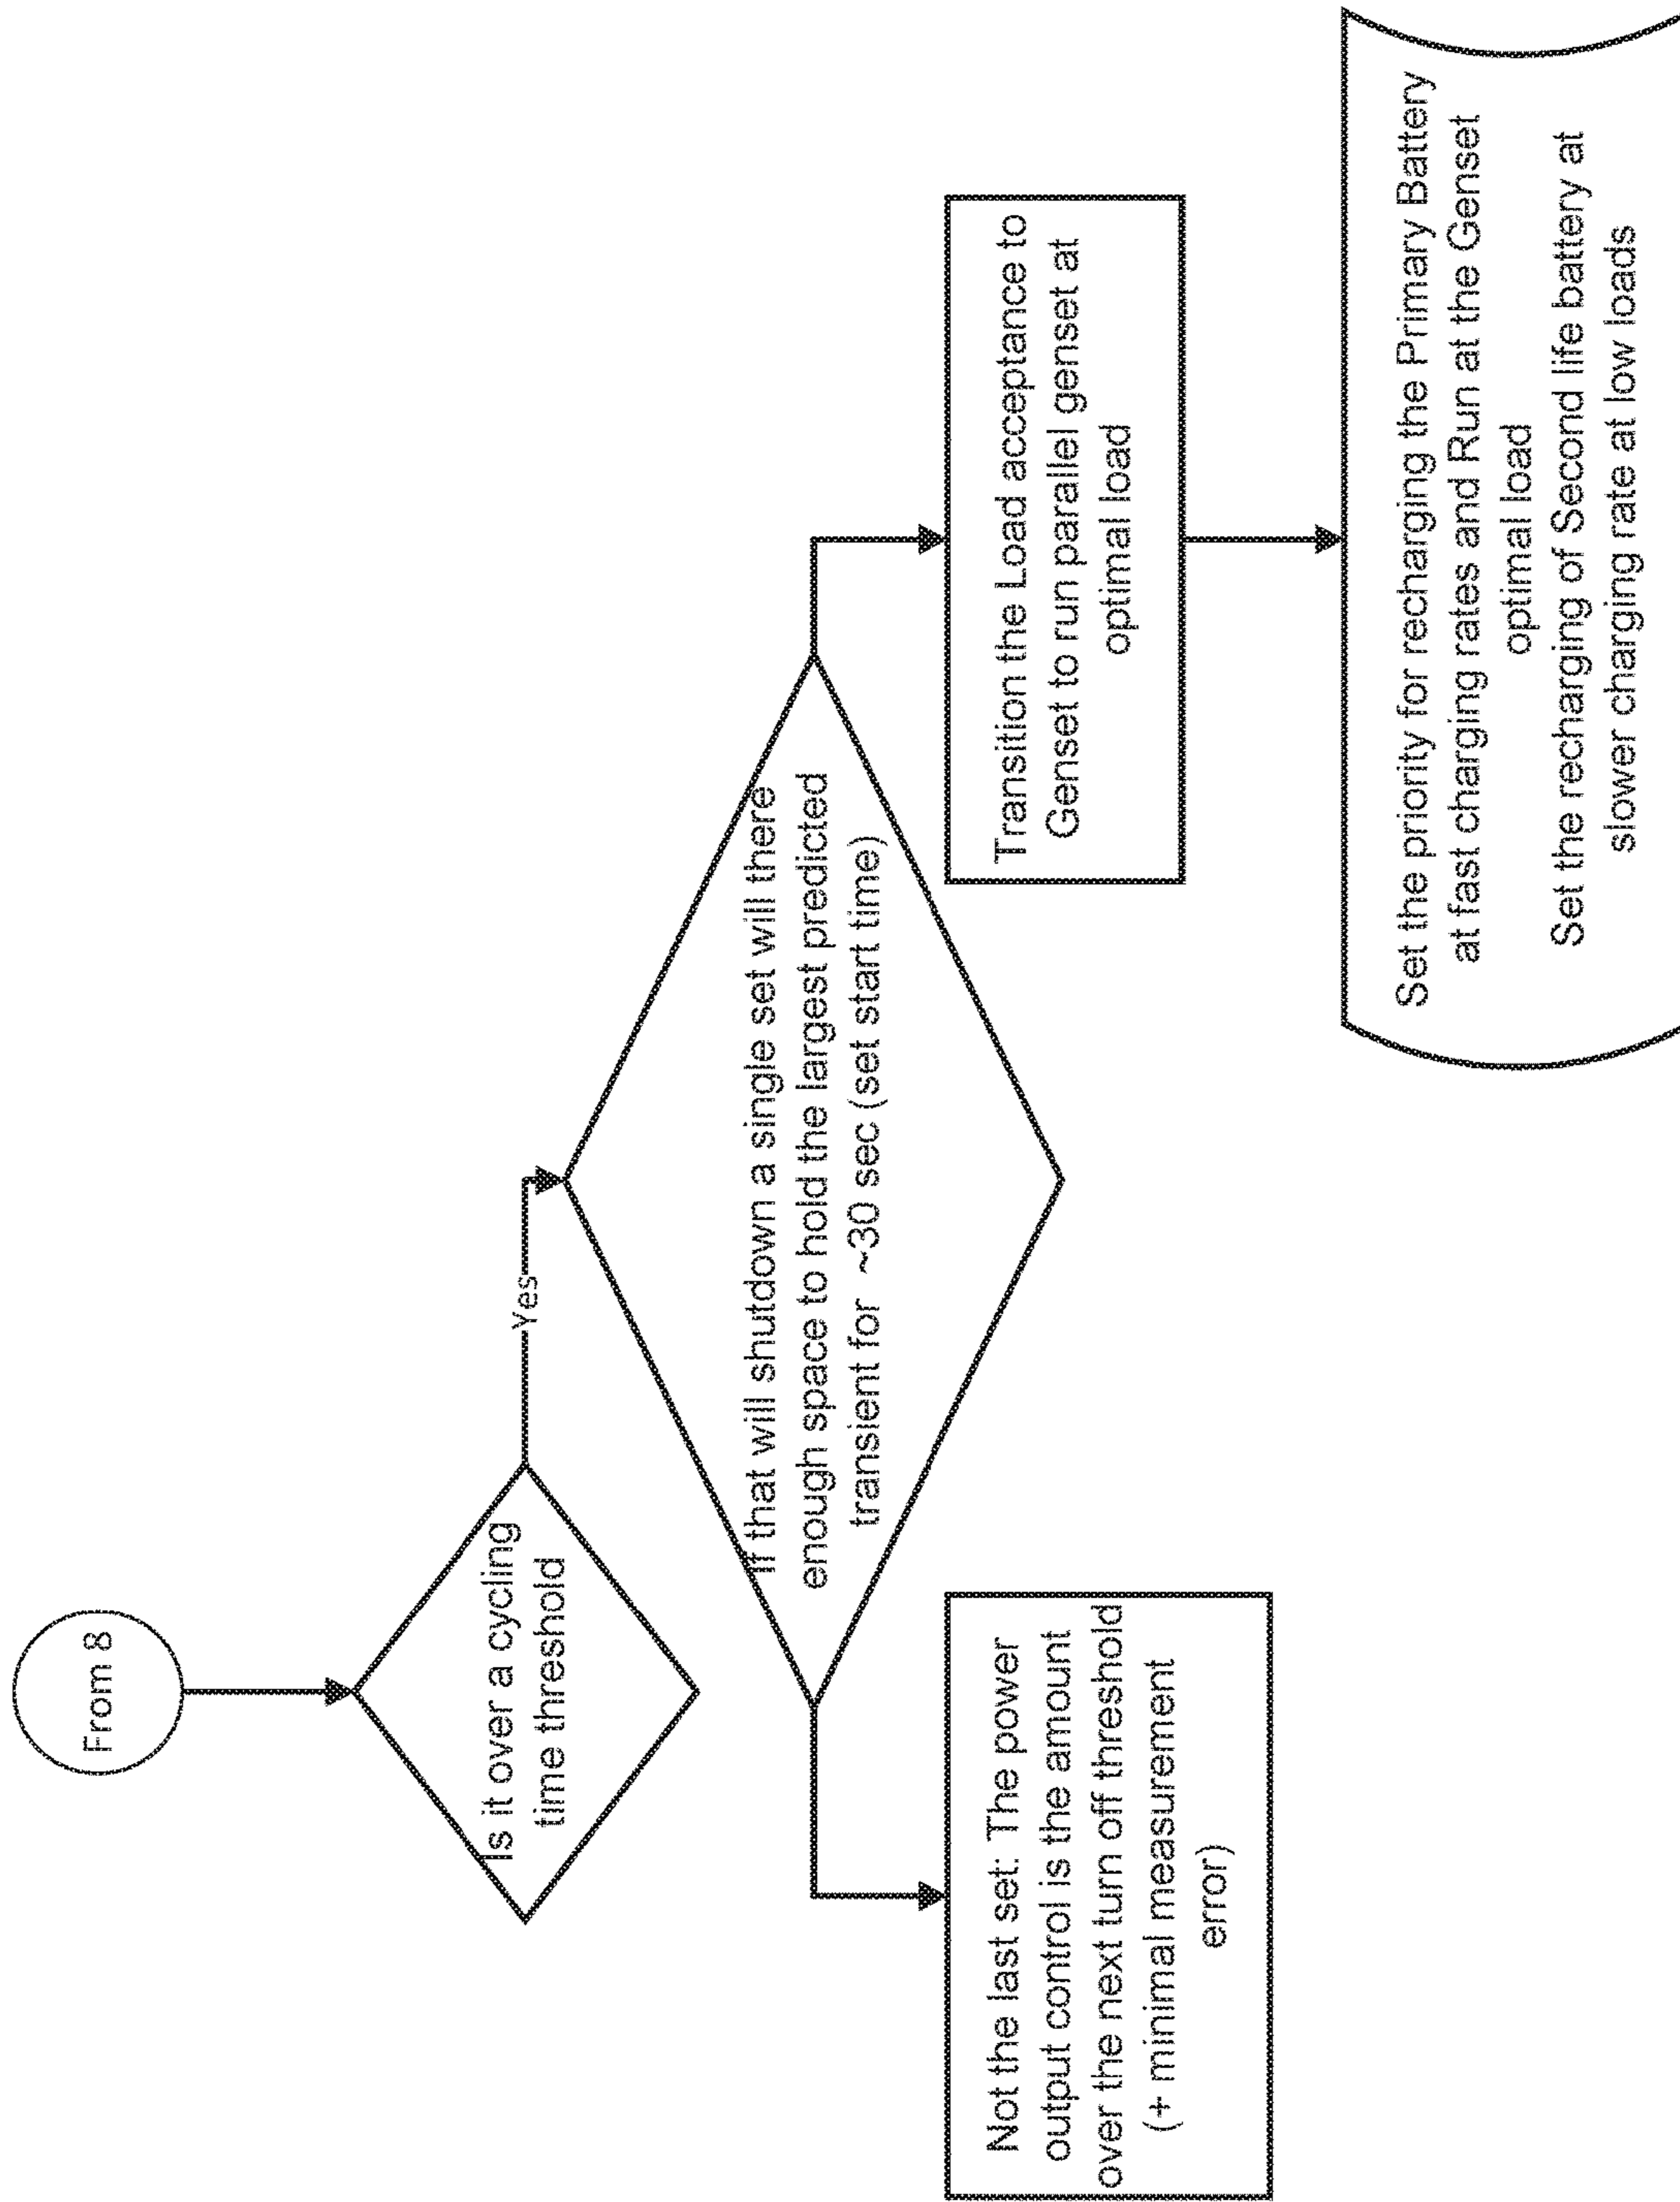 From 8
Is it over a cycling
time threshold
Yes
If that will shutdown a single set will there
enough space to hold the largest predicted
transient for ~30 sec (set start time)
Not the last set: The power
output control is the amount
over the next turn off threshold
(+ minimal measurement
error)
Transition the Load acceptance to
Genset to run parallel genset at
optimal load
Set the priority for recharging the Primary Battery
at fast charging rates and Run at the Genset
optimal load
Set the recharging of Second life battery at
slower charging rate at low loads